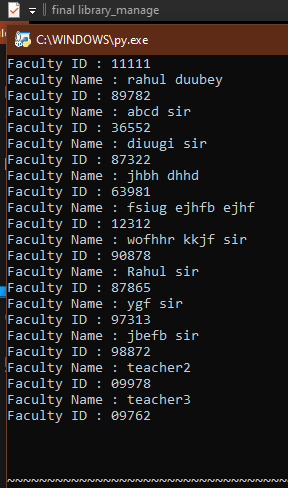 final library_manage
C:\WINDOWS\py.exe
Faculty ID : 11111
Faculty Name : rahul duubey
Faculty ID : 89782
Faculty Name : abcd sir
Faculty ID : 36552
Faculty Name : diuugi sir
Faculty ID : 87322
Faculty Name : jhbh dhhd
Faculty ID : 63981
Faculty Name : fsiug ejhfb ejhf
Faculty ID : 12312
Faculty Name : wofhhr kkjf sir
Faculty ID : 90878
Faculty Name : Rahul sir
Faculty ID : 87865
Faculty Name : ygf sir
Faculty ID : 97313
Faculty Name : jbefb sir
Faculty ID : 98872
Faculty Name : teacher2
Faculty ID : 09978
Faculty Name : teacher3
Faculty ID : 09762
~~~~~~~~~~~~~~~~~~~~~~~~~~~~~~~~~~~